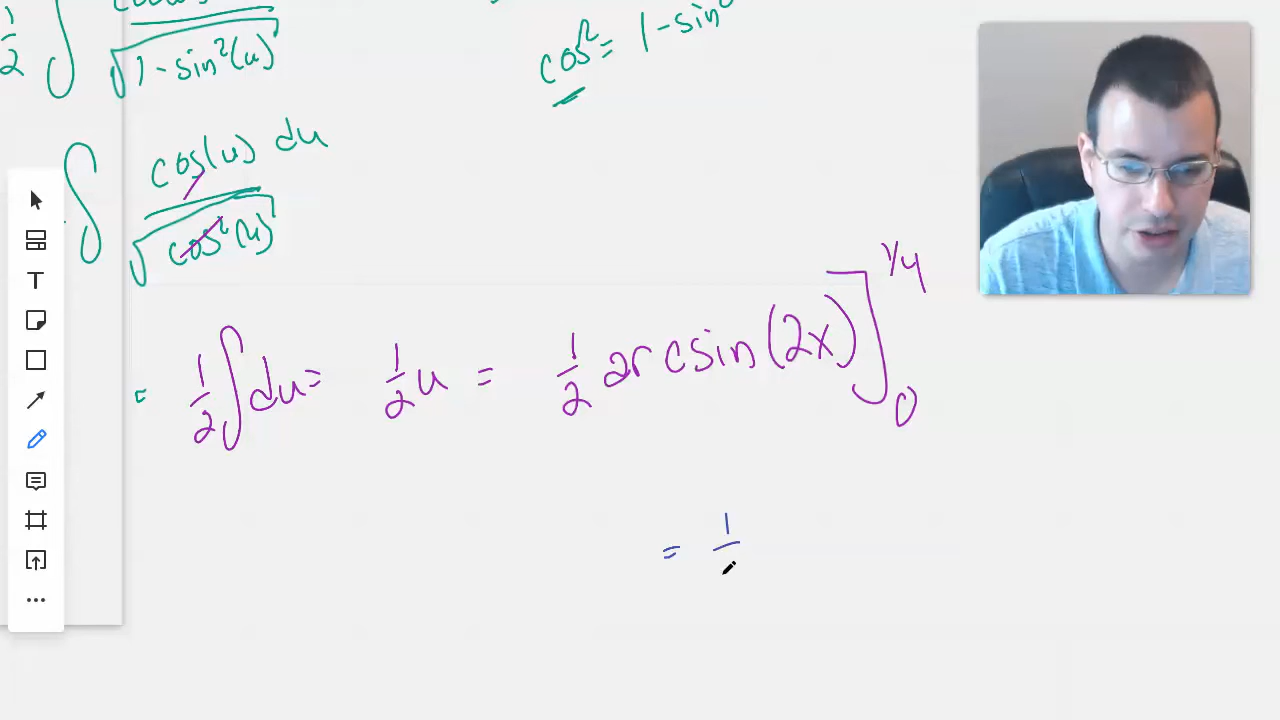 1/2 ∫ √(1-sin²(u))
cos² = 1-sin²
∫ cos(u) du / √(cos²(u))
= 1/2 ∫ du = 1/2 u = 1/2 arcsin(2x) ]₀^{1/4}
= 1
T